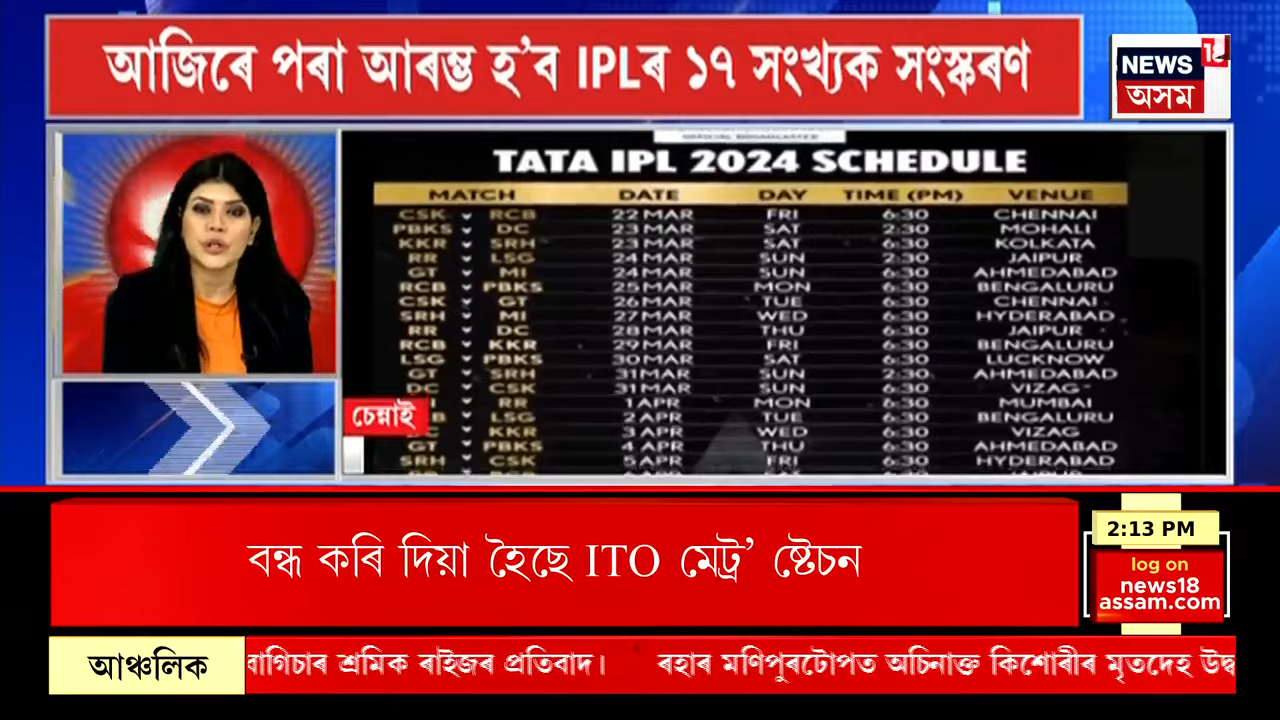 আজিৰে পৰা আৰম্ভ হ’ব IPLৰ ১৭ সংখ্যক সংস্কৰণ
NEWS 18
অসম
TATA IPL 2024 SCHEDULE
MATCH DATE DAY TIME (PM) VENUE
CSK v RCB 22 MAR FRI 6:30 CHENNAI
PBKS v DC 23 MAR SAT 2:30 MOHALI
KKR v SRH 23 MAR SAT 6:30 KOLKATA
RR v LSG 24 MAR SUN 2:30 JAIPUR
GT v MI 24 MAR SUN 6:30 AHMEDABAD
RCB v PBKS 25 MAR MON 6:30 BENGALURU
CSK v GT 26 MAR TUE 6:30 CHENNAI
SRH v MI 27 MAR WED 6:30 HYDERABAD
RR v DC 28 MAR THU 6:30 JAIPUR
RCB v KKR 29 MAR FRI 6:30 BENGALURU
LSG v PBKS 30 MAR SAT 6:30 LUCKNOW
GT v SRH 31 MAR SUN 2:30 AHMEDABAD
DC v CSK 31 MAR SUN 6:30 VIZAG
RR 1 APR MON 6:30 MUMBAI
LSG 2 APR TUE 6:30 BENGALURU
KKR 3 APR WED 6:30 VIZAG
GT v PBKS 4 APR THU 6:30 AHMEDABAD
SRH v CSK 5 APR FRI 6:30 HYDERABAD
চেন্নাই
বন্ধ কৰি দিয়া হৈছে ITO মেট্ৰ’ ষ্টেচন
2:13 PM
log on
news18
assam.com
আঞ্চলিক
বাগিচাৰ শ্ৰমিক ৰাইজৰ প্ৰতিবাদ। ৰহাৰ মণিপুৰটোপত অচিনাক্ত কিশোৰীৰ মৃতদেহ উদ্ধ